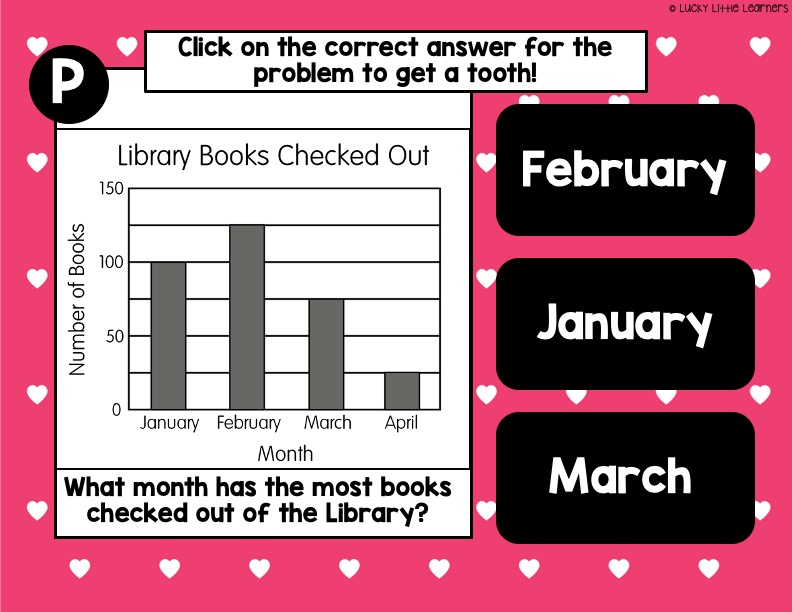 © Lucky Little Learners
Click on the correct answer for the
problem to get a tooth!
P
Library Books Checked Out
150
100
50
0
Number of Books
January February March April
Month
What month has the most books
checked out of the Library?
February
January
March